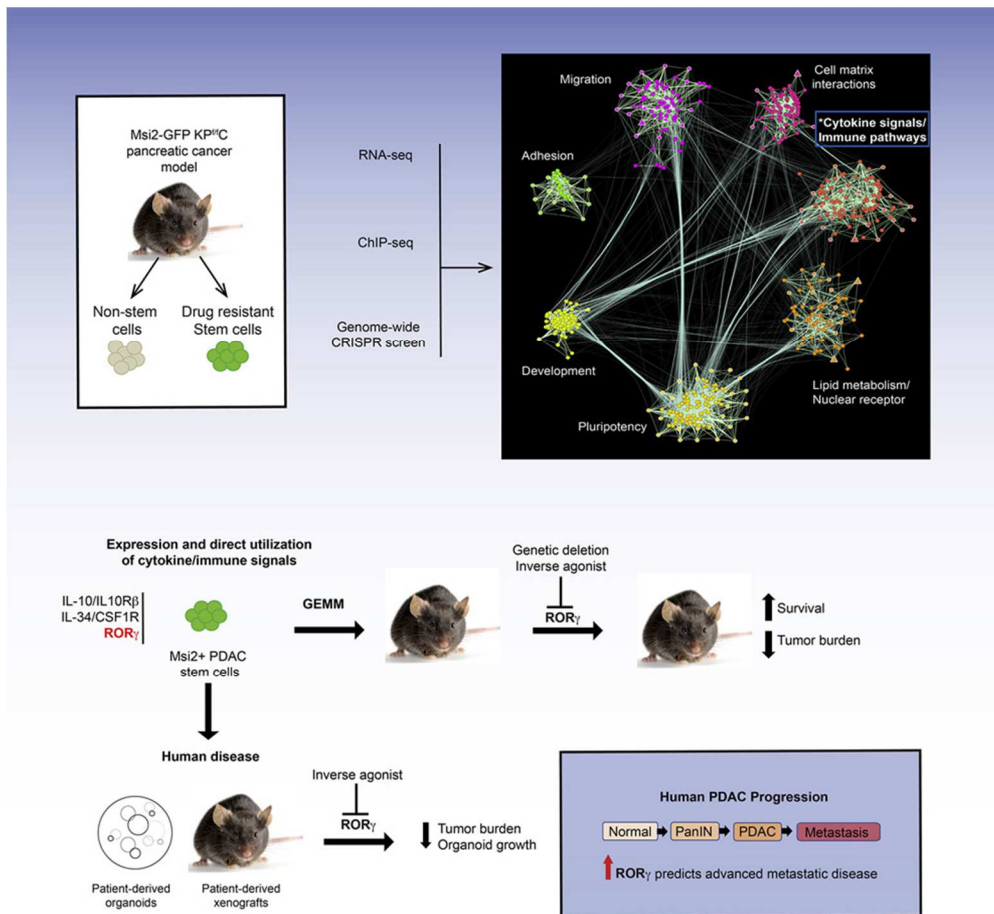 Msi2-GFP KPf/fC
pancreatic cancer
model
Non-stem
cells
Drug resistant
Stem cells
RNA-seq
ChIP-seq
Genome-wide
CRISPR screen
Migration
Cell matrix
interactions
*Cytokine signals/
Immune pathways
Adhesion
Development
Lipid metabolism/
Nuclear receptor
Pluripotency
Expression and direct utilization
of cytokine/immune signals
IL-10/IL10Rβ
IL-34/CSF1R
RORγ
Msi2+ PDAC
stem cells
GEMM
Genetic deletion
Inverse agonist
RORγ
Survival
Tumor burden
Human disease
Patient-derived
organoids
Patient-derived
xenografts
Inverse agonist
RORγ
Tumor burden
Organoid growth
Human PDAC Progression
Normal PanIN PDAC Metastasis
RORγ predicts advanced metastatic disease